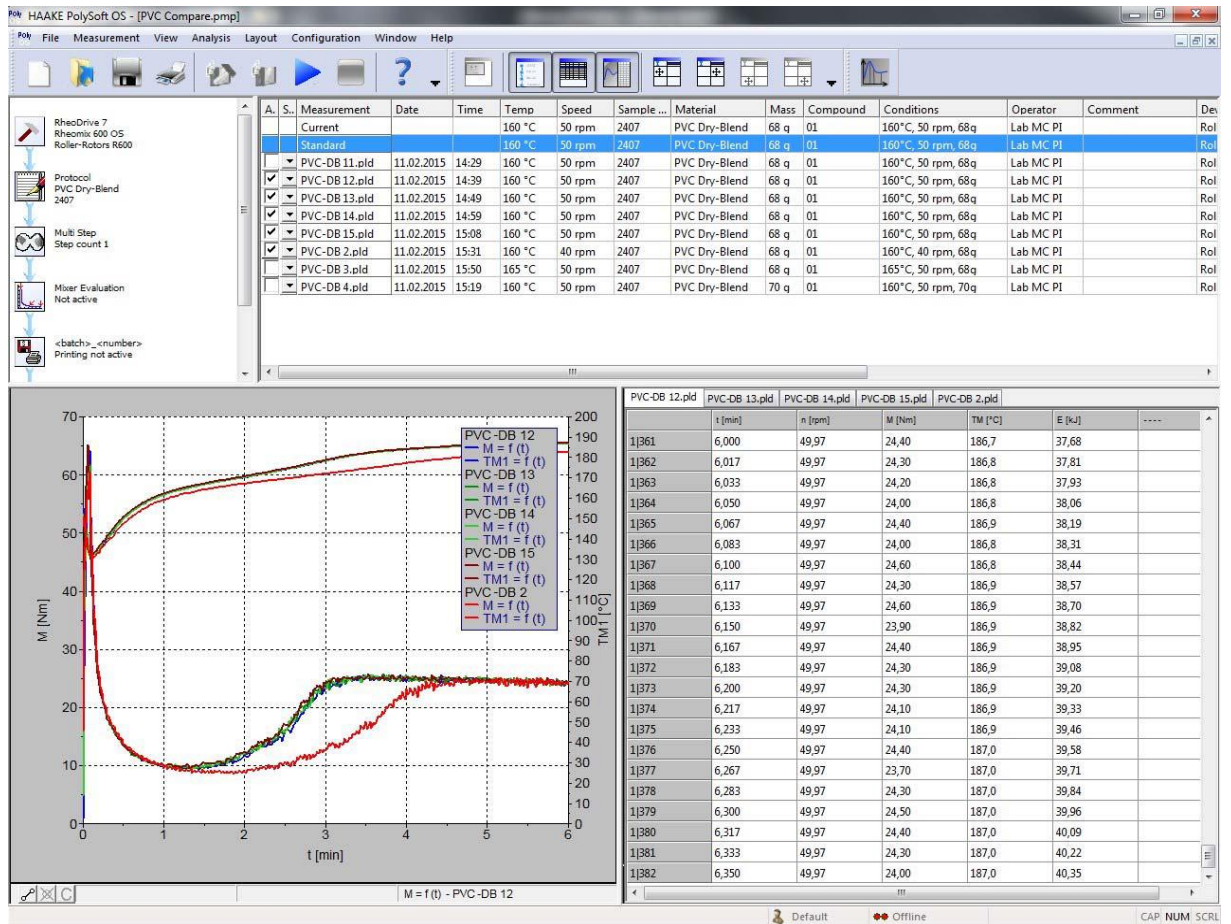 HAAKE PolySoft OS - [PVC Compare.pmp]
File Measurement View Analysis Layout Configuration Window Help
RheoDrive 7
Rheomix 600 OS
Roller-Rotors R600
Protocol
PVC Dry-Blend
2407
Multi Step
Step count 1
Mixer Evaluation
Not active
<batch>_<number>
Printing not active
A. S.. Measurement Date Time Temp Speed Sample ... Material Mass Compound Conditions Operator Comment Dev
Current 160 °C 50 rpm 2407 PVC Dry-Blend 68 g 01 160°C, 50 rpm, 68g Lab MC PI Rol
Standard 160 °C 50 rpm 2407 PVC Dry-Blend 68 g 01 160°C, 50 rpm, 68g Lab MC PI Rol
PVC-DB 11.pld 11.02.2015 14:29 160 °C 50 rpm 2407 PVC Dry-Blend 68 g 01 160°C, 50 rpm, 68g Lab MC PI Rol
PVC-DB 12.pld 11.02.2015 14:39 160 °C 50 rpm 2407 PVC Dry-Blend 68 g 01 160°C, 50 rpm, 68g Lab MC PI Rol
PVC-DB 13.pld 11.02.2015 14:49 160 °C 50 rpm 2407 PVC Dry-Blend 68 g 01 160°C, 50 rpm, 68g Lab MC PI Rol
PVC-DB 14.pld 11.02.2015 14:59 160 °C 50 rpm 2407 PVC Dry-Blend 68 g 01 160°C, 50 rpm, 68g Lab MC PI Rol
PVC-DB 15.pld 11.02.2015 15:08 160 °C 50 rpm 2407 PVC Dry-Blend 68 g 01 160°C, 50 rpm, 68g Lab MC PI Rol
PVC-DB 2.pld 11.02.2015 15:31 160 °C 40 rpm 2407 PVC Dry-Blend 68 g 01 160°C, 40 rpm, 68g Lab MC PI Rol
PVC-DB 3.pld 11.02.2015 15:50 165 °C 50 rpm 2407 PVC Dry-Blend 68 g 01 165°C, 50 rpm, 68g Lab MC PI Rol
PVC-DB 4.pld 11.02.2015 15:19 160 °C 50 rpm 2407 PVC Dry-Blend 70 g 01 160°C, 50 rpm, 70g Lab MC PI Rol
70
60
50
40
30
20
10
0
M [Nm]
0 1 2 3 4 5 6
t [min]
200
190
180
170
160
150
140
130
120
110
100
90
80
70
60
50
40
30
20
10
0
TM1 [°C]
PVC-DB 12
M = f (t)
TM1 = f (t)
PVC-DB 13
M = f (t)
TM1 = f (t)
PVC-DB 14
M = f (t)
TM1 = f (t)
PVC-DB 15
M = f (t)
TM1 = f (t)
PVC-DB 2
M = f (t)
TM1 = f (t)
M = f (t) - PVC-DB 12
PVC-DB 12.pld PVC-DB 13.pld PVC-DB 14.pld PVC-DB 15.pld PVC-DB 2.pld
t [min] n [rpm] M [Nm] TM [°C] E [kJ] ----
1|361 6,000 49,97 24,40 186,7 37,68
1|362 6,017 49,97 24,30 186,8 37,81
1|363 6,033 49,97 24,20 186,8 37,93
1|364 6,050 49,97 24,00 186,8 38,06
1|365 6,067 49,97 24,40 186,9 38,19
1|366 6,083 49,97 24,00 186,8 38,31
1|367 6,100 49,97 24,60 186,8 38,44
1|368 6,117 49,97 24,30 186,9 38,57
1|369 6,133 49,97 24,60 186,9 38,70
1|370 6,150 49,97 23,90 186,9 38,82
1|371 6,167 49,97 24,40 186,9 38,95
1|372 6,183 49,97 24,30 186,9 39,08
1|373 6,200 49,97 24,30 186,9 39,20
1|374 6,217 49,97 24,10 186,9 39,33
1|375 6,233 49,97 24,10 186,9 39,46
1|376 6,250 49,97 24,40 187,0 39,58
1|377 6,267 49,97 23,70 187,0 39,71
1|378 6,283 49,97 24,30 187,0 39,84
1|379 6,300 49,97 24,50 187,0 39,96
1|380 6,317 49,97 24,40 187,0 40,09
1|381 6,333 49,97 24,30 187,0 40,22
1|382 6,350 49,97 24,00 187,0 40,35
Default Offline CAP NUM SCRL